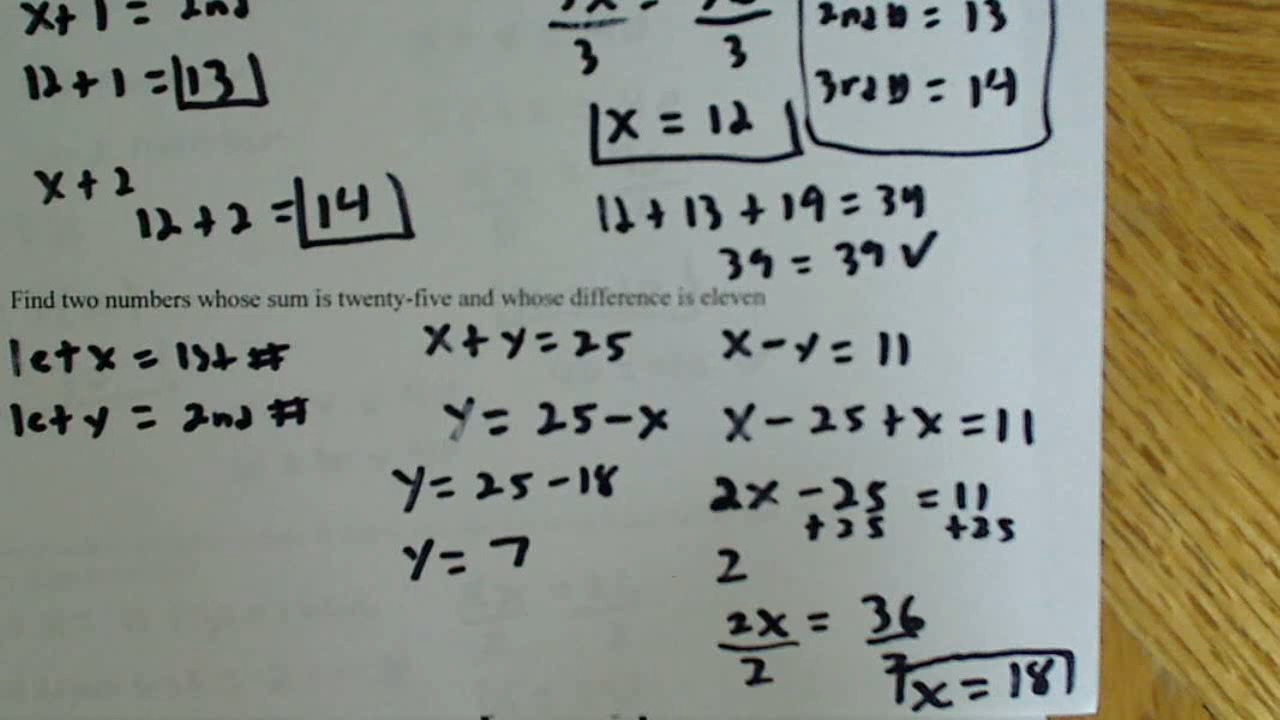 x + 1 = 2nd
12 + 1 = 13
x + 2
12 + 2 = 14
3 3
x = 12
2nd # = 13
3rd # = 14
12 + 13 + 14 = 39
39 = 39 ✓
Find two numbers whose sum is twenty-five and whose difference is eleven
let x = 1st #
let y = 2nd #
x + y = 25
y = 25 - x
y = 25 - 18
y = 7
x - y = 11
x - 25 + x = 11
2x - 25 = 11
+25 +25
2
2x = 36
2
x = 18